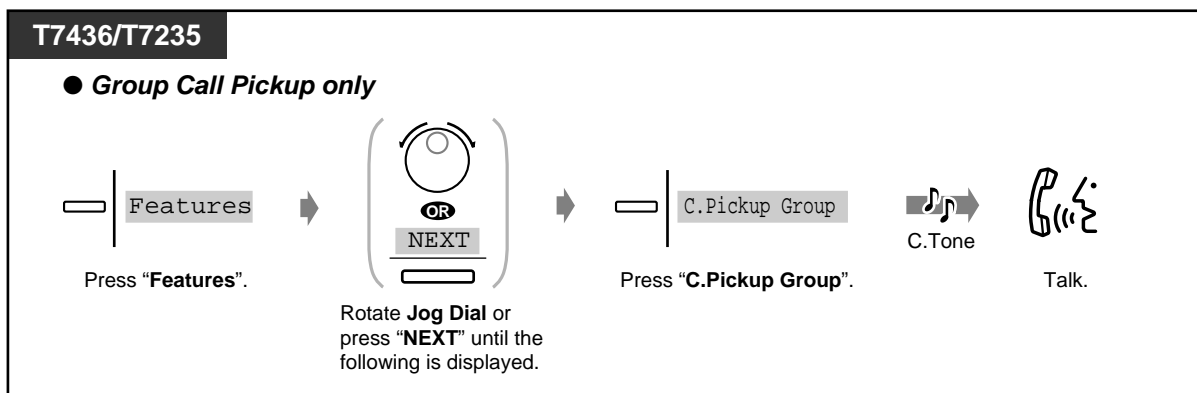 T7436/T7235
● Group Call Pickup only
Features
OR
NEXT
C.Pickup Group
C.Tone
Press “Features”.
Rotate Jog Dial or
press “NEXT” until the
following is displayed.
Press “C.Pickup Group”.
Talk.